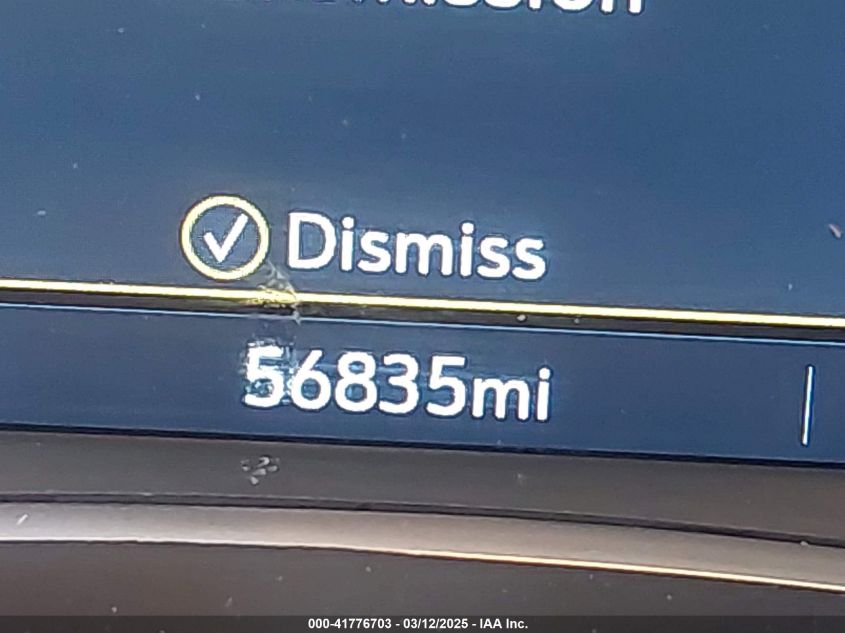 Dismiss
56835mi
000-41776703 - 03/12/2025 - IAA Inc.